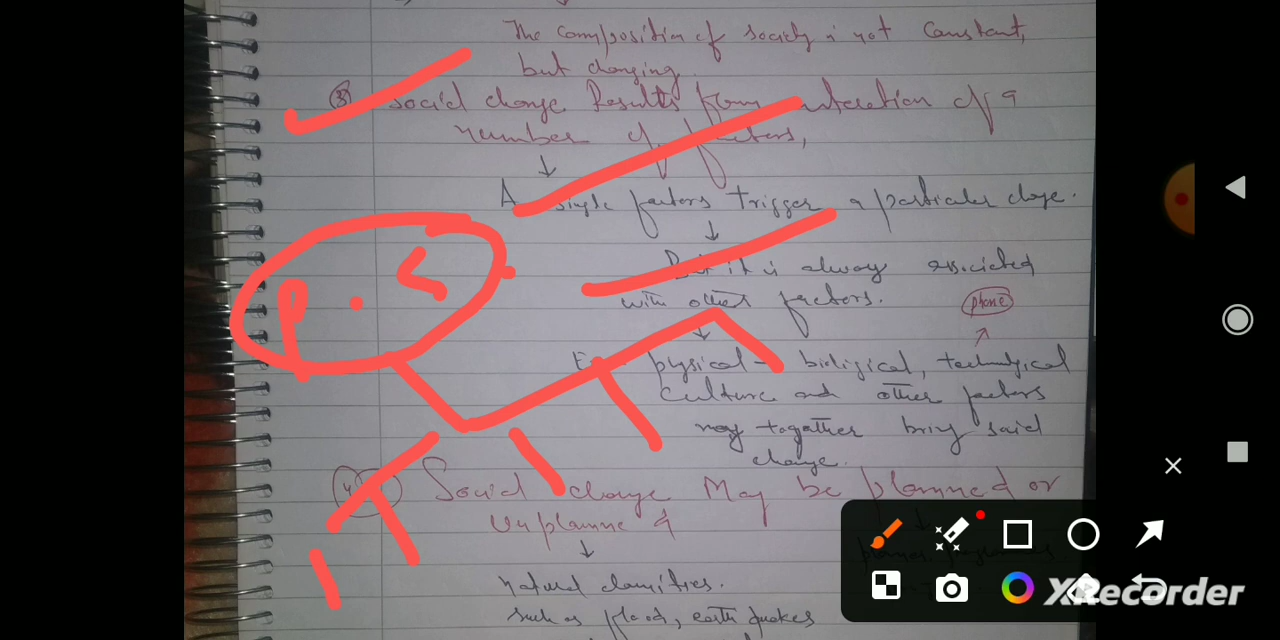 The composition of society is not Constant,
but changing.
(3) Social change Results from interaction of a
number of factors,
A single factors trigger a particular change.
But it is always associated
with other factors.
phone
physical - biological, technological
culture and other factors
may together bring social
change.
P. S
(4) Social change May be planned or
Unplanned
natural clamities.
such as flood, earth quakes
XRecorder